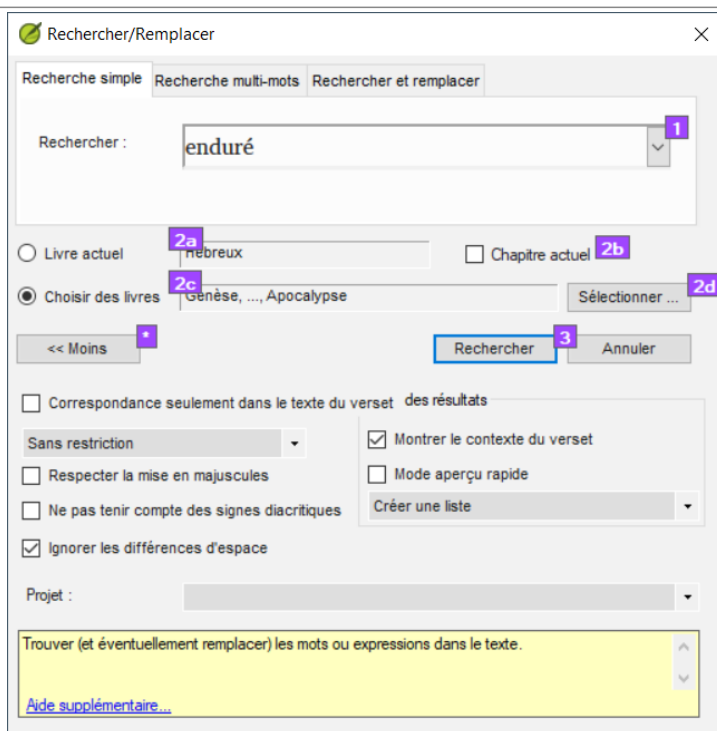 Rechercher/Remplacer
Recherche simple Recherche multi-mots Rechercher et remplacer
1
Rechercher : enduré
2a 2b
Livre actuel Hébreux Chapitre actuel
2c 2d
Choisir des livres Genèse, ..., Apocalypse Sélectionner ...
* 3
<< Moins Rechercher Annuler
Correspondance seulement dans le texte du verset des résultats
Sans restriction Montrer le contexte du verset
Respecter la mise en majuscules Mode aperçu rapide
Ne pas tenir compte des signes diacritiques Créer une liste
Ignorer les différences d'espace
Projet :
Trouver (et éventuellement remplacer) les mots ou expressions dans le texte.
Aide supplémentaire...